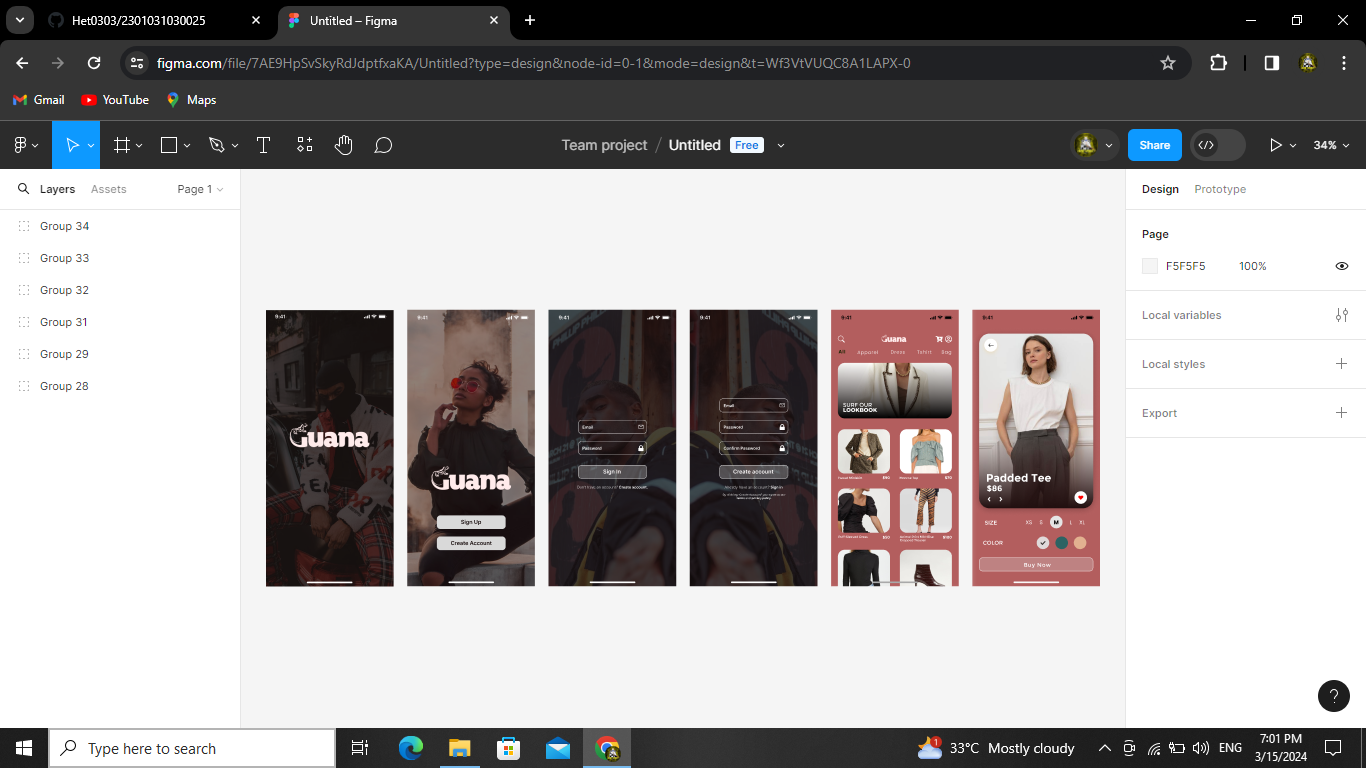 Het0303/2301031030025
Untitled – Figma
figma.com/file/7AE9HpSvSkyRdJdptfxaKA/Untitled?type=design&node-id=0-1&mode=design&t=Wf3VtVUQC8A1LAPX-0
Gmail YouTube Maps
Team project / Untitled Free
Share
34%
Layers Assets Page 1
Group 34
Group 33
Group 32
Group 31
Group 29
Group 28
9:41
Guana
9:41
Guana
Sign Up
Create Account
9:41
Email
Password
Sign In
Don't have an account? Create account.
9:41
Email
Password
Confirm Password
Create account
Already have an account? Sign in
9:41
Guana
All Apparel Dress Tshirt Bag
SURF OUR
LOOKBOOK
9:41
Padded Tee
$86
SIZE XS S M L XL
COLOR
Buy Now
Design Prototype
Page
F5F5F5 100%
Local variables
Local styles
Export
?
Type here to search
1
33°C Mostly cloudy
ENG
7:01 PM
3/15/2024